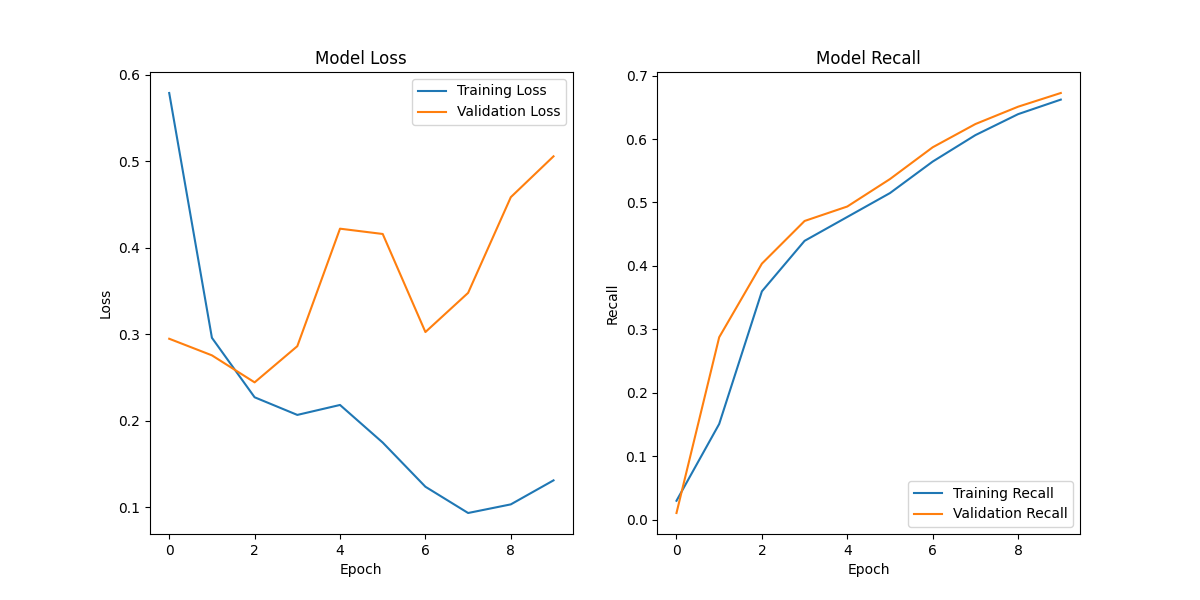 Model Loss
0.6
0.5
0.4
0.3
0.2
0.1
Loss
0
2
4
6
8
Epoch
Training Loss
Validation Loss
Model Recall
0.7
0.6
0.5
0.4
0.3
0.2
0.1
0.0
Recall
0
2
4
6
8
Epoch
Training Recall
Validation Recall